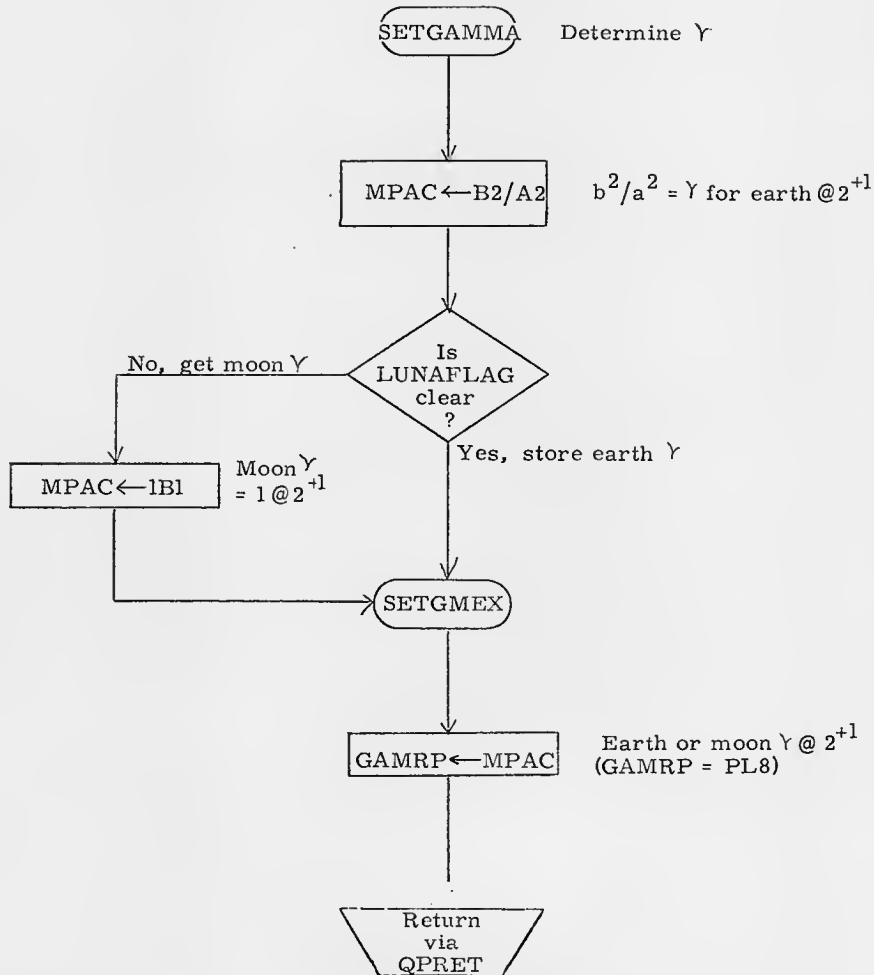 SETGAMMA
Determine ϒ
MPAC ← B2/A2
b²/a² = ϒ for earth @ 2⁺¹
Is
LUNAFLAG
clear
?
No, get moon ϒ
Yes, store earth ϒ
MPAC ← 1B1
Moon ϒ
= 1 @ 2⁺¹
SETGMEX
GAMRP ← MPAC
Earth or moon ϒ @ 2⁺¹
(GAMRP = PL8)
Return
via
QPRET